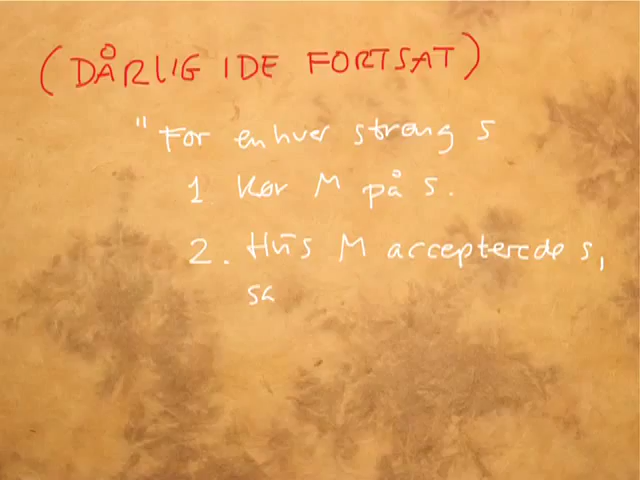 (DÅRLIG IDE FORTSAT)
"For enhver streng s
1. Kør M på s.
2. Hvis M accepterede s,
så